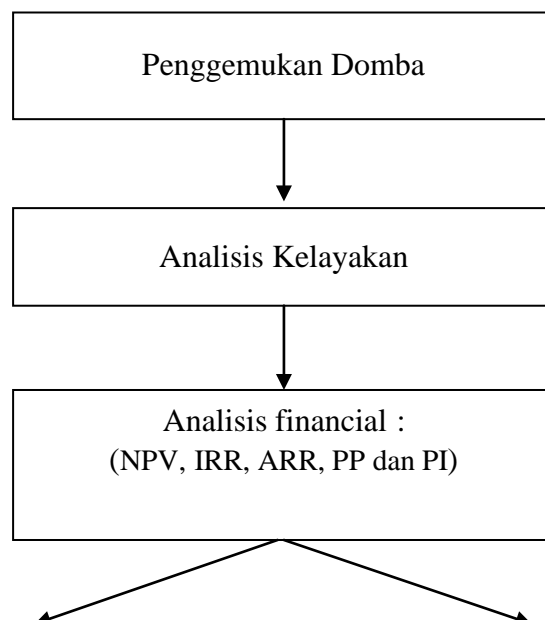 Penggemukan Domba
Analisis Kelayakan
Analisis financial :
(NPV, IRR, ARR, PP dan PI)